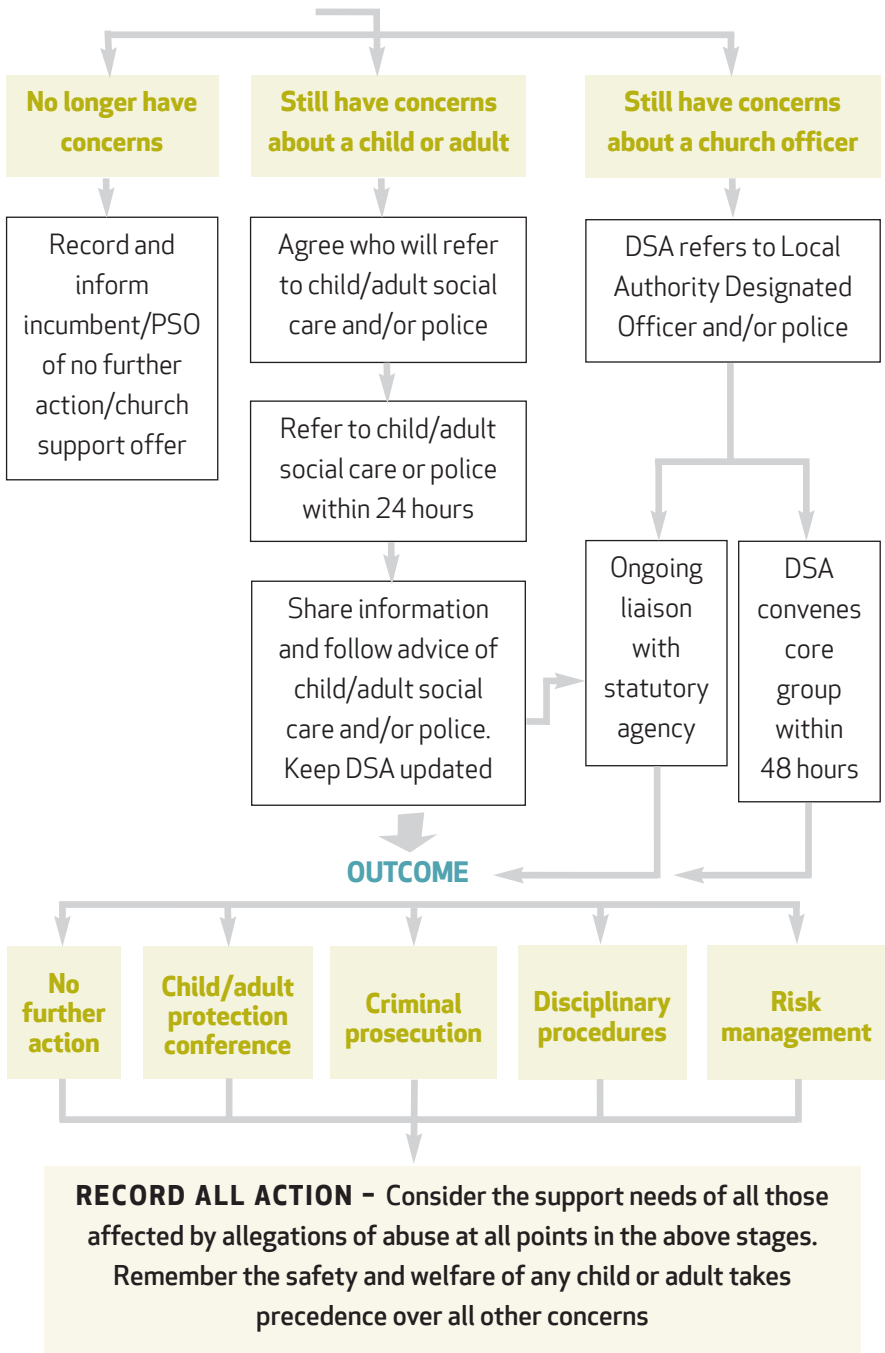 No longer have
concerns
Still have concerns
about a child or adult
Still have concerns
about a church officer
Record and
inform
incumbent/PSO
of no further
action/church
support offer
Agree who will refer
to child/adult social
care and/or police
DSA refers to Local
Authority Designated
Officer and/or police
Refer to child/adult
social care or police
within 24 hours
Share information
and follow advice of
child/adult social
care and/or police.
Keep DSA updated
Ongoing
liaison
with
statutory
agency
DSA
convenes
core
group
within
48 hours
OUTCOME
No
further
action
Child/adult
protection
conference
Criminal
prosecution
Disciplinary
procedures
Risk
management
RECORD ALL ACTION – Consider the support needs of all those
affected by allegations of abuse at all points in the above stages.
Remember the safety and welfare of any child or adult takes
precedence over all other concerns